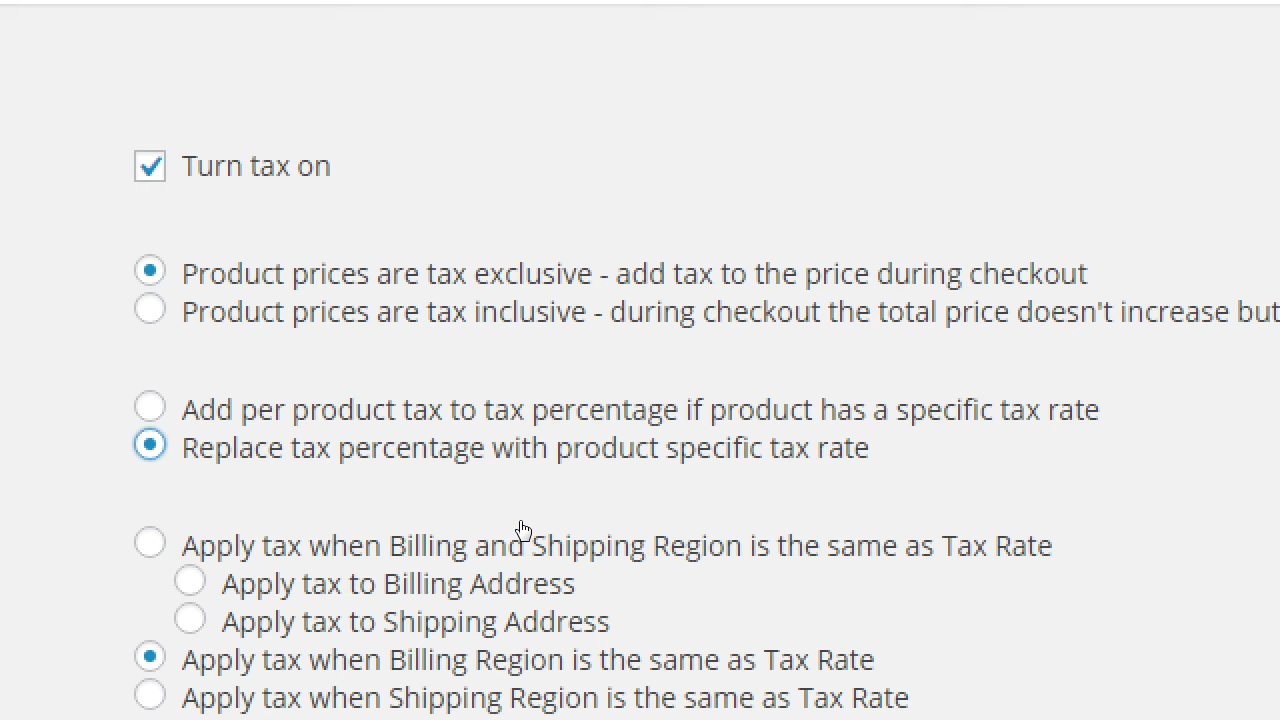 Turn tax on
Product prices are tax exclusive - add tax to the price during checkout
Product prices are tax inclusive - during checkout the total price doesn't increase but
Add per product tax to tax percentage if product has a specific tax rate
Replace tax percentage with product specific tax rate
Apply tax when Billing and Shipping Region is the same as Tax Rate
Apply tax to Billing Address
Apply tax to Shipping Address
Apply tax when Billing Region is the same as Tax Rate
Apply tax when Shipping Region is the same as Tax Rate